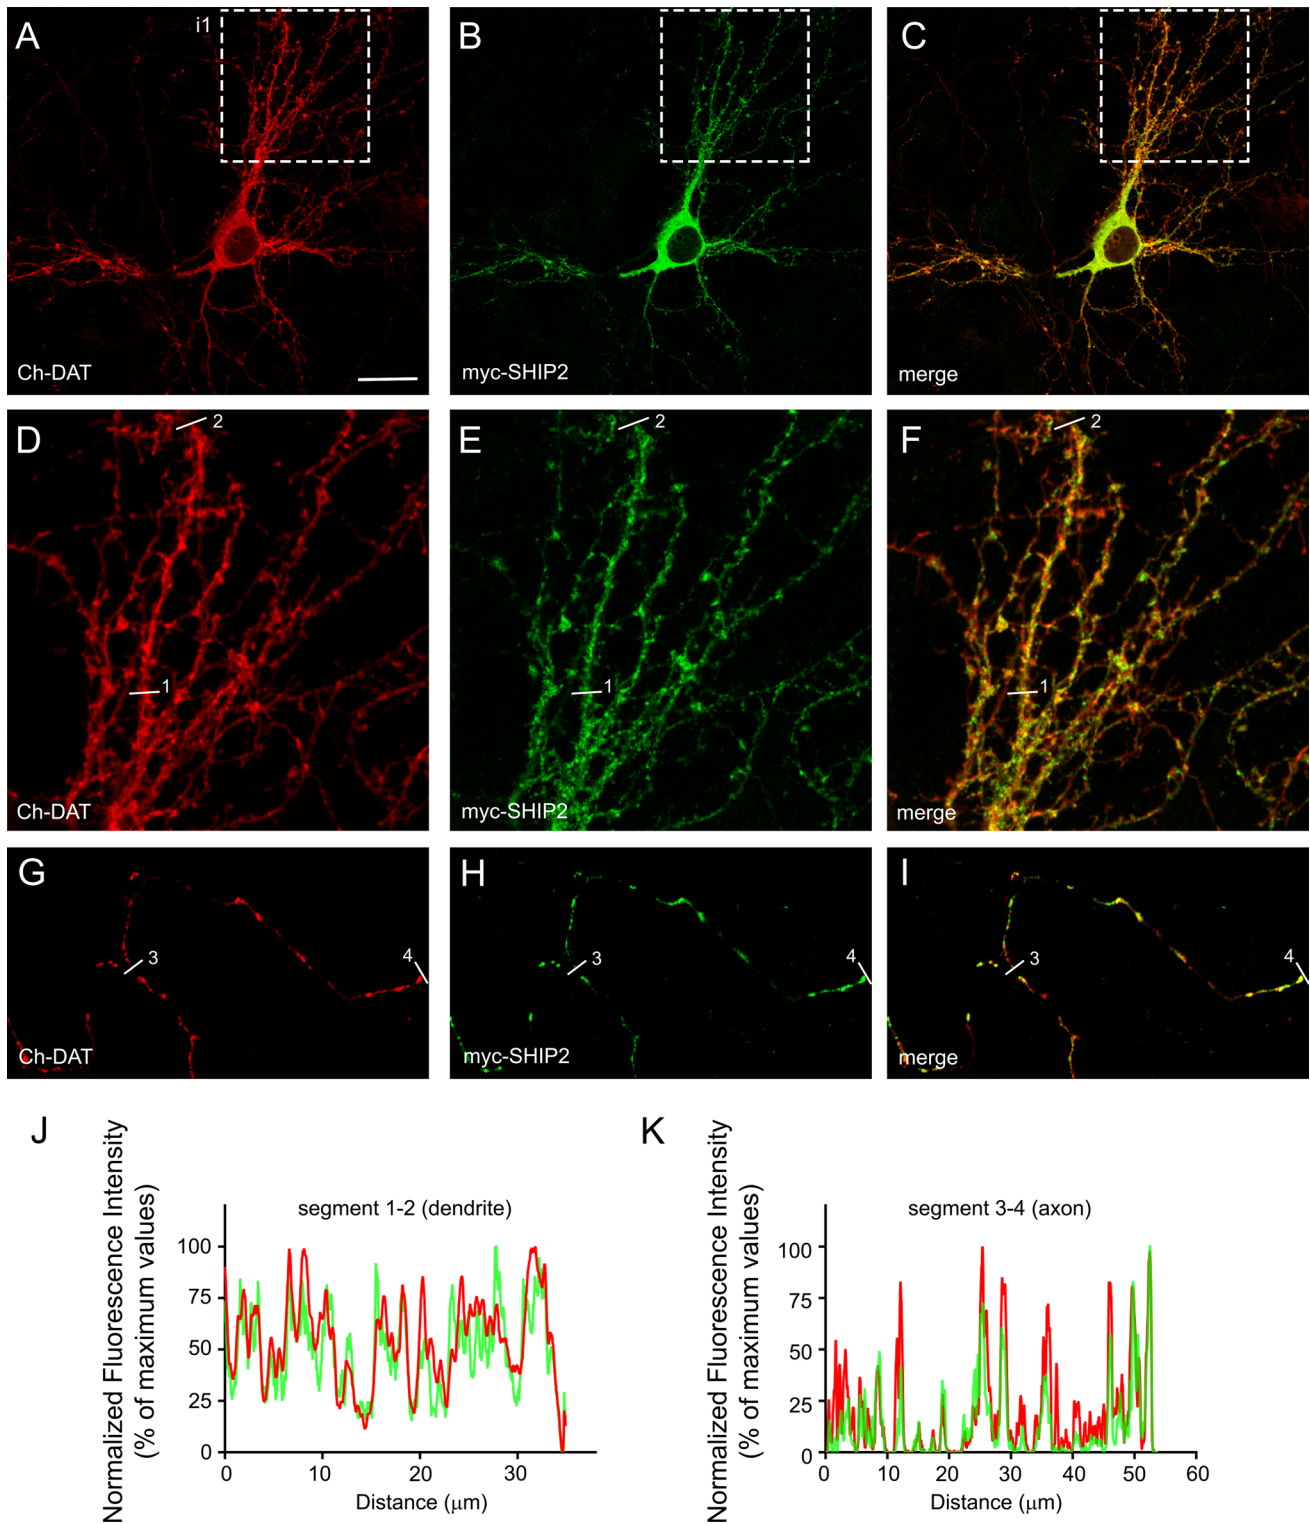 A
i1
Ch-DAT
B
myc-SHIP2
C
merge
D
2
1
Ch-DAT
E
2
1
myc-SHIP2
F
2
1
merge
G
3
4
Ch-DAT
H
3
4
myc-SHIP2
I
3
4
merge
J
Normalized Fluorescence Intensity
(% of maximum values)
segment 1-2 (dendrite)
100
75
50
25
0
0 10 20 30
Distance (μm)
K
Normalized Fluorescence Intensity
(% of maximum values)
segment 3-4 (axon)
100
75
50
25
0
0 10 20 30 40 50 60
Distance (μm)